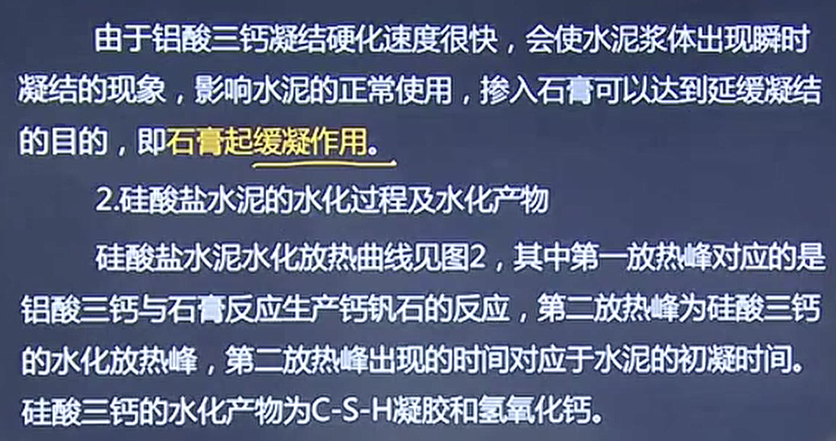 由于铝酸三钙凝结硬化速度很快，会使水泥浆体出现瞬时
凝结的现象，影响水泥的正常使用，掺入石膏可以达到延缓凝结
的目的，即石膏起缓凝作用。
2.硅酸盐水泥的水化过程及水化产物
硅酸盐水泥水化放热曲线见图2，其中第一放热峰对应的是
铝酸三钙与石膏反应生产钙钒石的反应，第二放热峰为硅酸三钙
的水化放热峰，第二放热峰出现的时间对应于水泥的初凝时间。
硅酸三钙的水化产物为C-S-H凝胶和氢氧化钙。